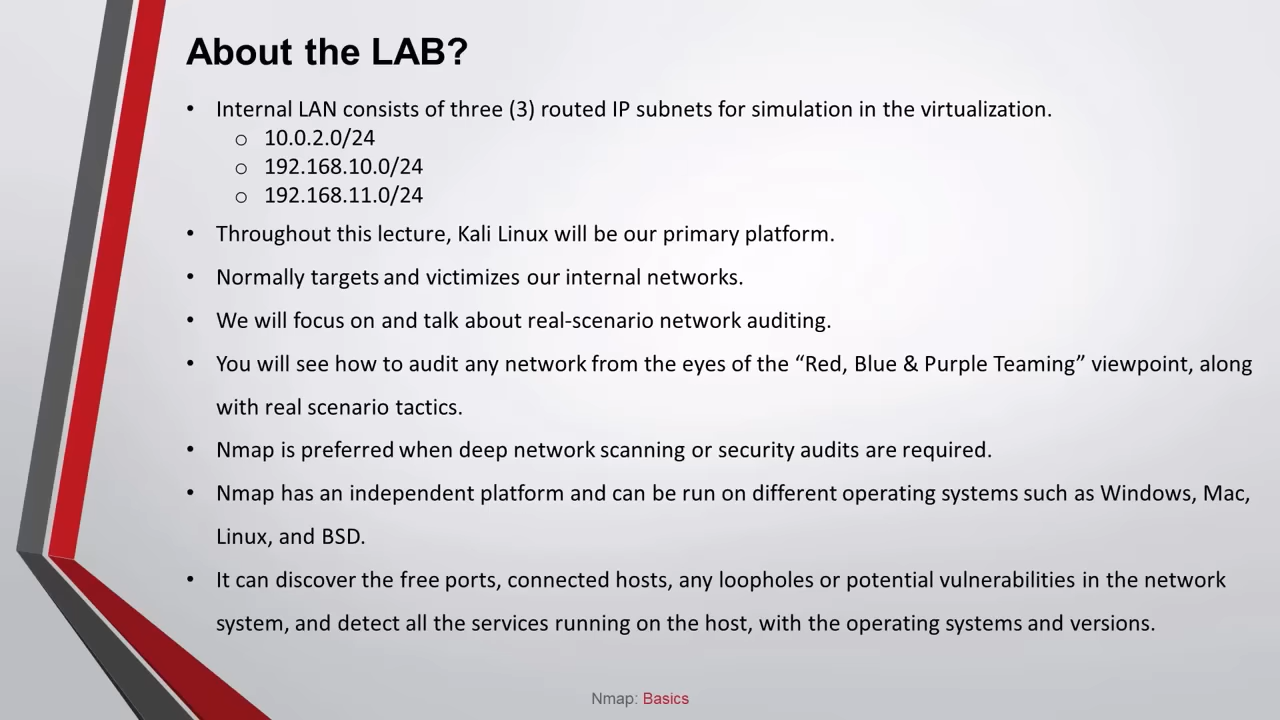 About the LAB?
• Internal LAN consists of three (3) routed IP subnets for simulation in the virtualization.
o 10.0.2.0/24
o 192.168.10.0/24
o 192.168.11.0/24
• Throughout this lecture, Kali Linux will be our primary platform.
• Normally targets and victimizes our internal networks.
• We will focus on and talk about real-scenario network auditing.
• You will see how to audit any network from the eyes of the “Red, Blue & Purple Teaming” viewpoint, along
with real scenario tactics.
• Nmap is preferred when deep network scanning or security audits are required.
• Nmap has an independent platform and can be run on different operating systems such as Windows, Mac,
Linux, and BSD.
• It can discover the free ports, connected hosts, any loopholes or potential vulnerabilities in the network
system, and detect all the services running on the host, with the operating systems and versions.
Nmap: Basics